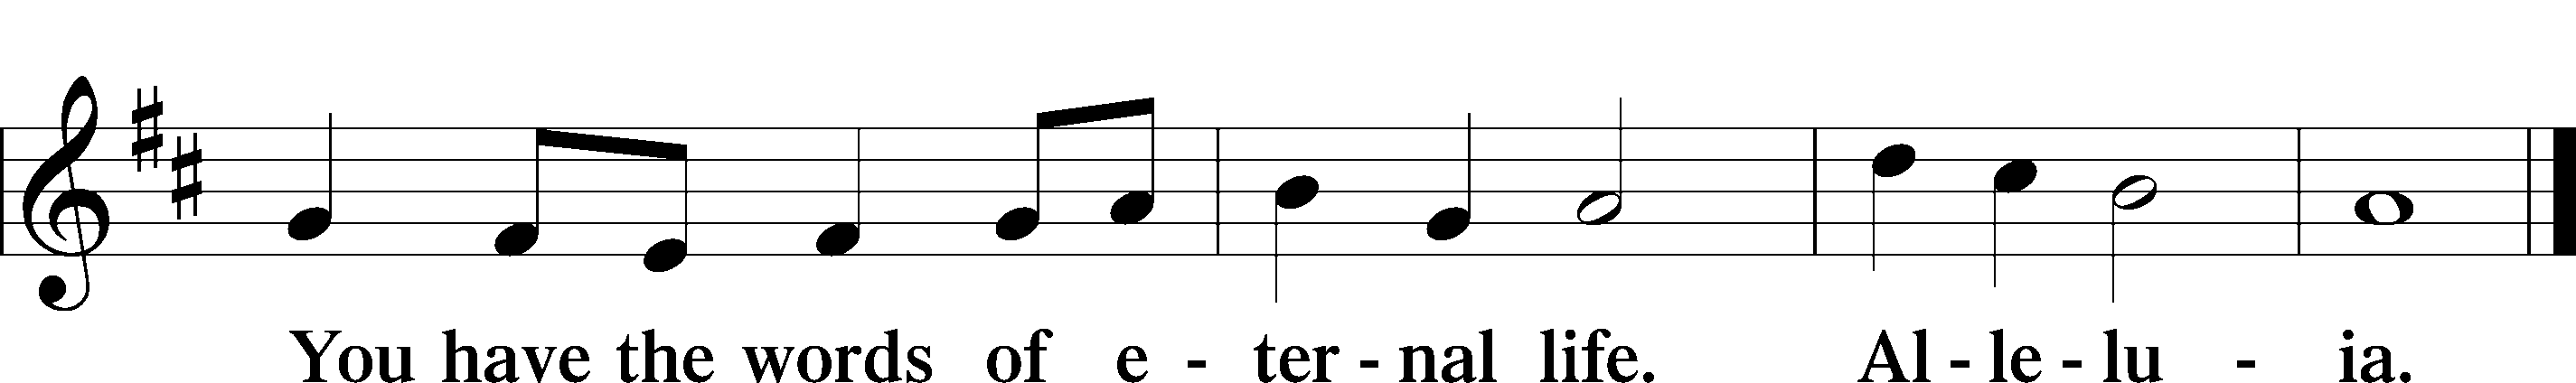 You have the words of e - ter - nal life. Al - le - lu - ia.